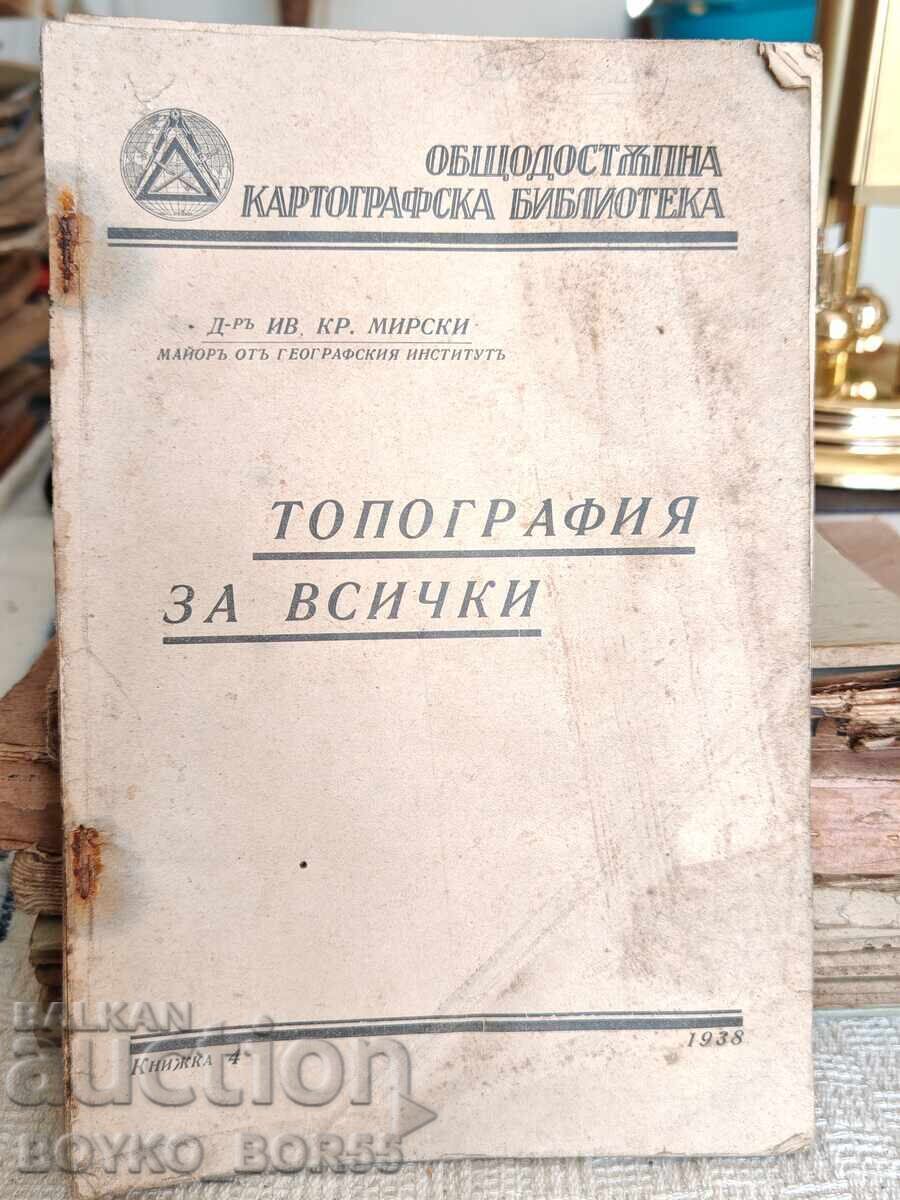 ОБЩОДОСТѪПНА
КАРТОГРАФСКА БИБЛИОТЕКА
Д-РЪ ИВ. КР. МИРСКИ
МАЙОРЪ ОТЪ ГЕОГРАФСКИЯ ИНСТИТУТЪ
ТОПОГРАФИЯ
ЗА ВСИЧКИ
Книжка 4
1938
BALKAN
auction
BOYKO_BOR55